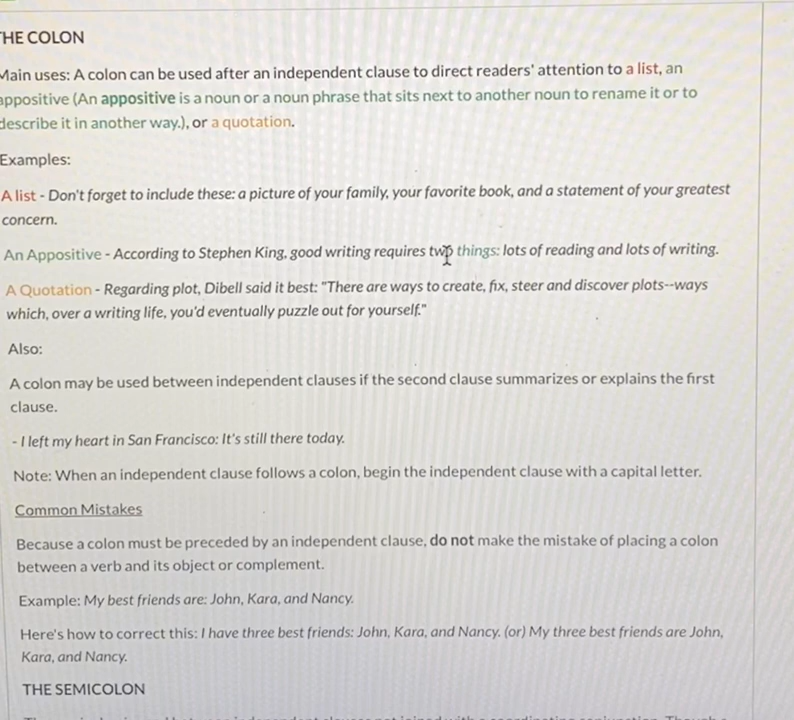 THE COLON
Main uses: A colon can be used after an independent clause to direct readers' attention to a list, an
appositive (An appositive is a noun or a noun phrase that sits next to another noun to rename it or to
describe it in another way.), or a quotation.
Examples:
A list - Don't forget to include these: a picture of your family, your favorite book, and a statement of your greatest
concern.
An Appositive - According to Stephen King, good writing requires two things: lots of reading and lots of writing.
A Quotation - Regarding plot, Dibell said it best: "There are ways to create, fix, steer and discover plots--ways
which, over a writing life, you'd eventually puzzle out for yourself."
Also:
A colon may be used between independent clauses if the second clause summarizes or explains the first
clause.
- I left my heart in San Francisco: It's still there today.
Note: When an independent clause follows a colon, begin the independent clause with a capital letter.
Common Mistakes
Because a colon must be preceded by an independent clause, do not make the mistake of placing a colon
between a verb and its object or complement.
Example: My best friends are: John, Kara, and Nancy.
Here's how to correct this: I have three best friends: John, Kara, and Nancy. (or) My three best friends are John,
Kara, and Nancy.
THE SEMICOLON